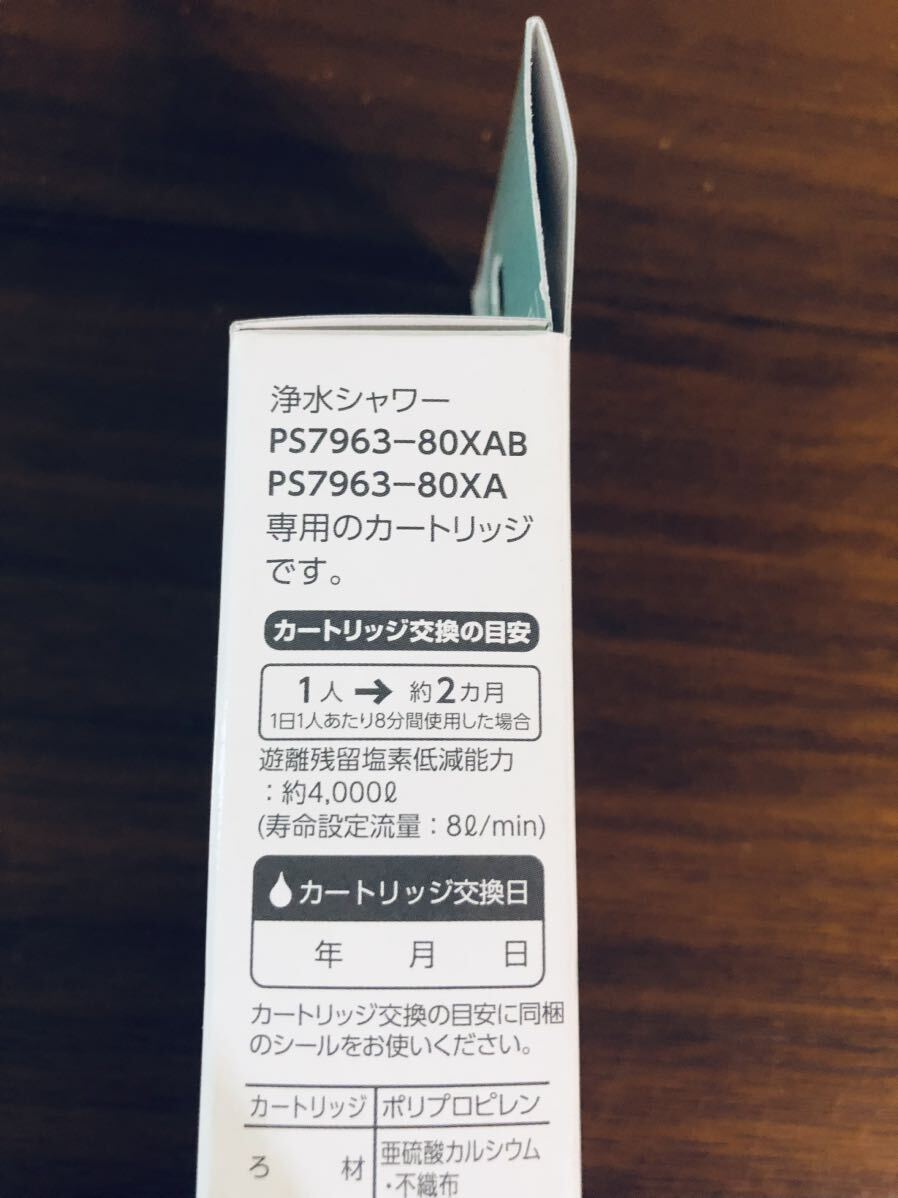 浄水シャワー
PS7963-80XAB
PS7963-80XA
専用のカートリッジ
です。
カートリッジ交換の目安
1人 → 約2カ月
1日1人あたり8分間使用した場合
遊離残留塩素低減能力
：約4,000ℓ
(寿命設定流量：8ℓ/min)
カートリッジ交換日
年 月 日
カートリッジ交換の目安に同梱
のシールをお使いください。
カートリッジ ポリプロピレン
ろ 材 亜硫酸カルシウム
・不織布